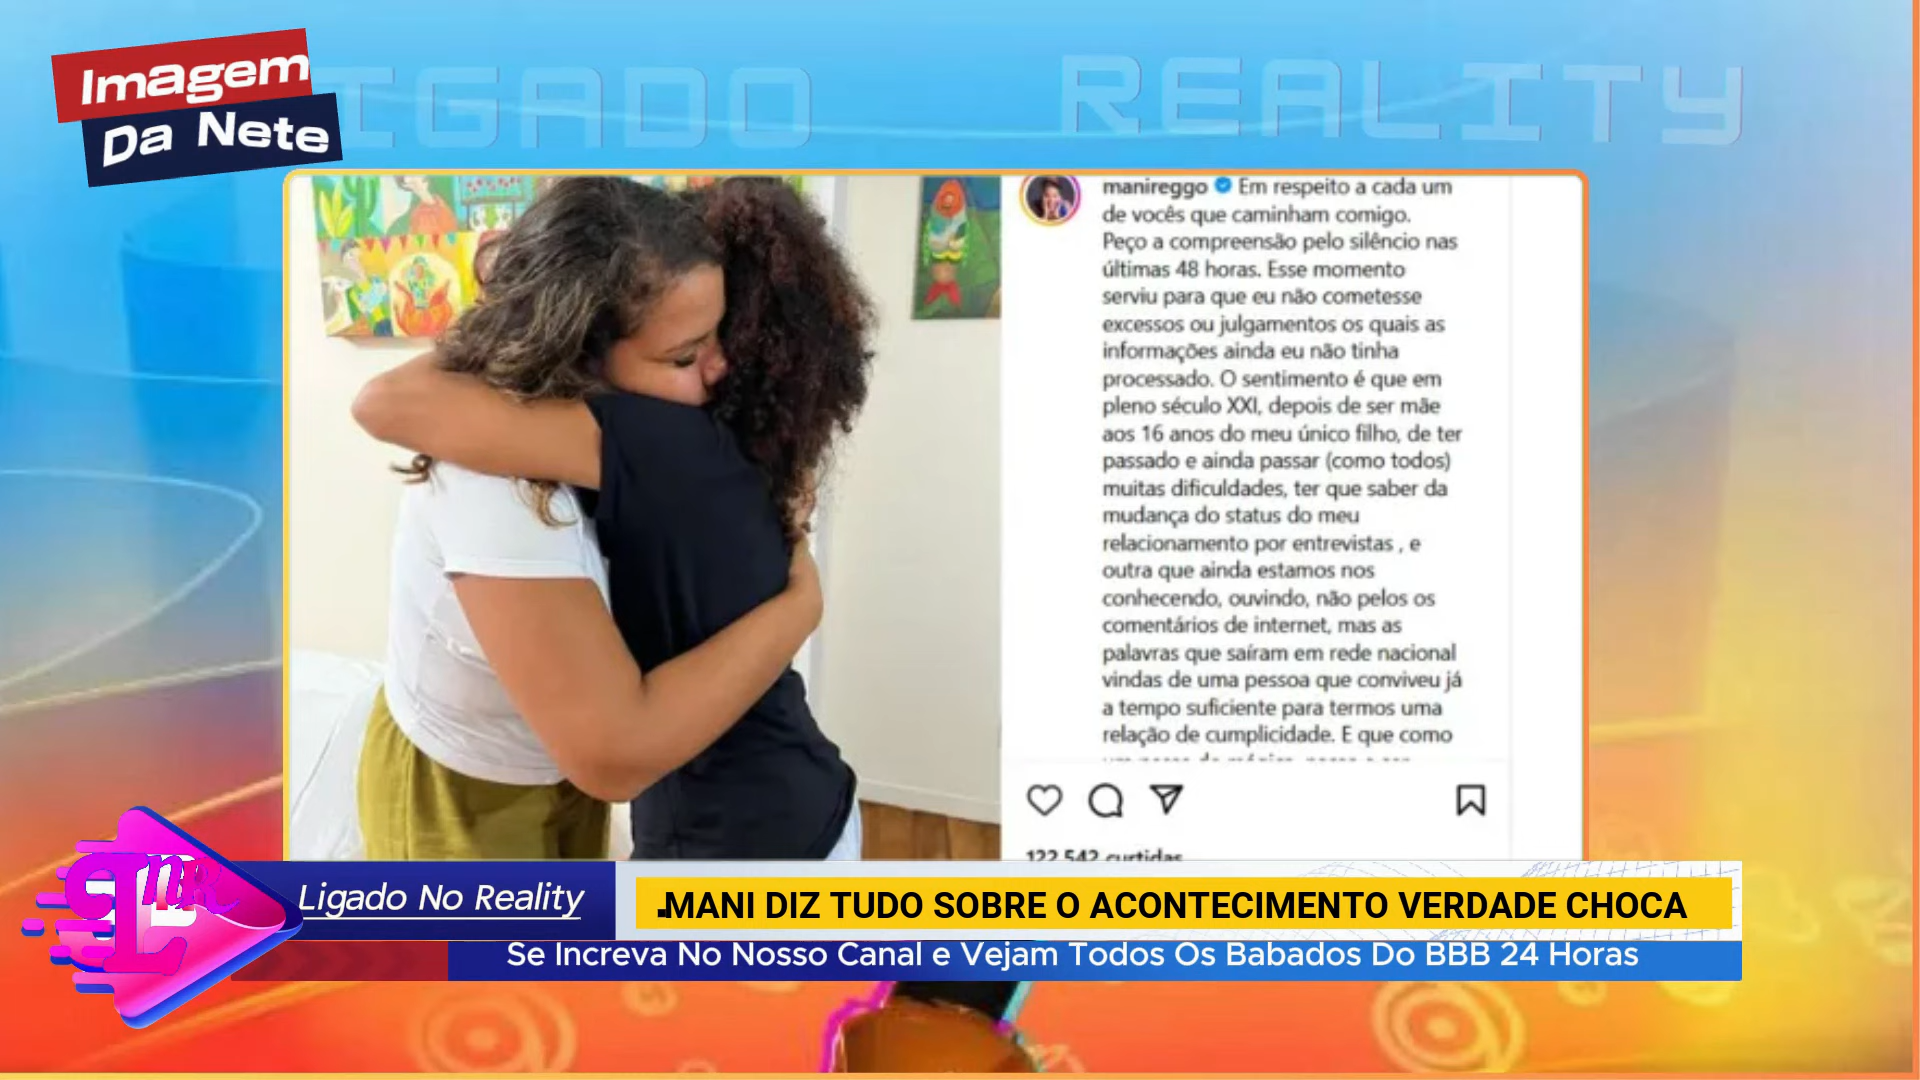 Imagem
Da Nete
IGADO REALITY
manireggo Em respeito a cada um
de vocês que caminham comigo.
Peço a compreensão pelo silêncio nas
últimas 48 horas. Esse momento
serviu para que eu não cometesse
excessos ou julgamentos os quais as
informações ainda eu não tinha
processado. O sentimento é que em
pleno século XXI, depois de ser mãe
aos 16 anos do meu único filho, de ter
passado e ainda passar (como todos)
muitas dificuldades, ter que saber da
mudança do status do meu
relacionamento por entrevistas , e
outra que ainda estamos nos
conhecendo, ouvindo, não pelos os
comentários de internet, mas as
palavras que saíram em rede nacional
vindas de uma pessoa que conviveu já
a tempo suficiente para termos uma
relação de cumplicidade. E que como
122.542 curtidas
LNR
Ligado No Reality
.MANI DIZ TUDO SOBRE O ACONTECIMENTO VERDADE CHOCA
Se Increva No Nosso Canal e Vejam Todos Os Babados Do BBB 24 Horas